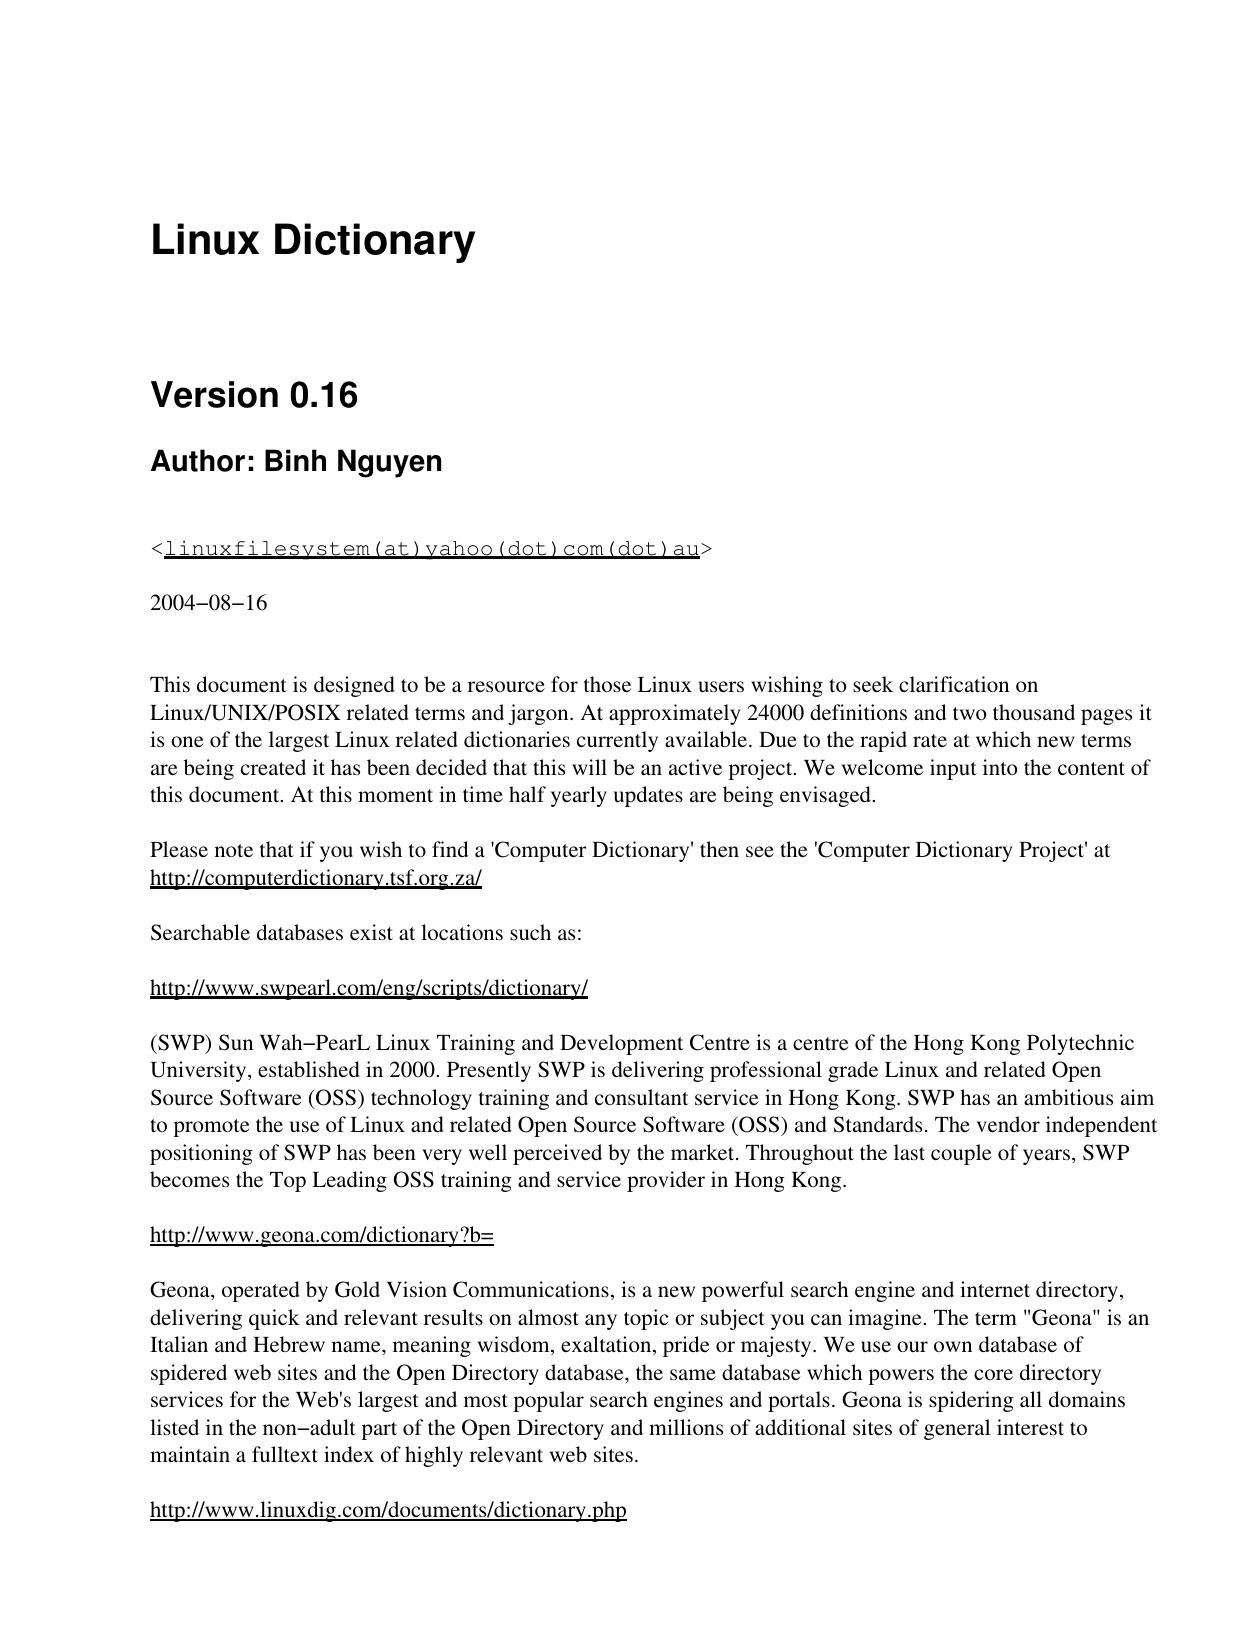 Linux Dictionary
Version 0.16
Author: Binh Nguyen
<linuxfilesystem(at)yahoo(dot)com(dot)au>
2004−08−16
This document is designed to be a resource for those Linux users wishing to seek clarification on
Linux/UNIX/POSIX related terms and jargon. At approximately 24000 definitions and two thousand pages it
is one of the largest Linux related dictionaries currently available. Due to the rapid rate at which new terms
are being created it has been decided that this will be an active project. We welcome input into the content of
this document. At this moment in time half yearly updates are being envisaged.
Please note that if you wish to find a 'Computer Dictionary' then see the 'Computer Dictionary Project' at
http://computerdictionary.tsf.org.za/
Searchable databases exist at locations such as:
http://www.swpearl.com/eng/scripts/dictionary/
(SWP) Sun Wah−PearL Linux Training and Development Centre is a centre of the Hong Kong Polytechnic
University, established in 2000. Presently SWP is delivering professional grade Linux and related Open
Source Software (OSS) technology training and consultant service in Hong Kong. SWP has an ambitious aim
to promote the use of Linux and related Open Source Software (OSS) and Standards. The vendor independent
positioning of SWP has been very well perceived by the market. Throughout the last couple of years, SWP
becomes the Top Leading OSS training and service provider in Hong Kong.
http://www.geona.com/dictionary?b=
Geona, operated by Gold Vision Communications, is a new powerful search engine and internet directory,
delivering quick and relevant results on almost any topic or subject you can imagine. The term "Geona" is an
Italian and Hebrew name, meaning wisdom, exaltation, pride or majesty. We use our own database of
spidered web sites and the Open Directory database, the same database which powers the core directory
services for the Web's largest and most popular search engines and portals. Geona is spidering all domains
listed in the non−adult part of the Open Directory and millions of additional sites of general interest to
maintain a fulltext index of highly relevant web sites.
http://www.linuxdig.com/documents/dictionary.php